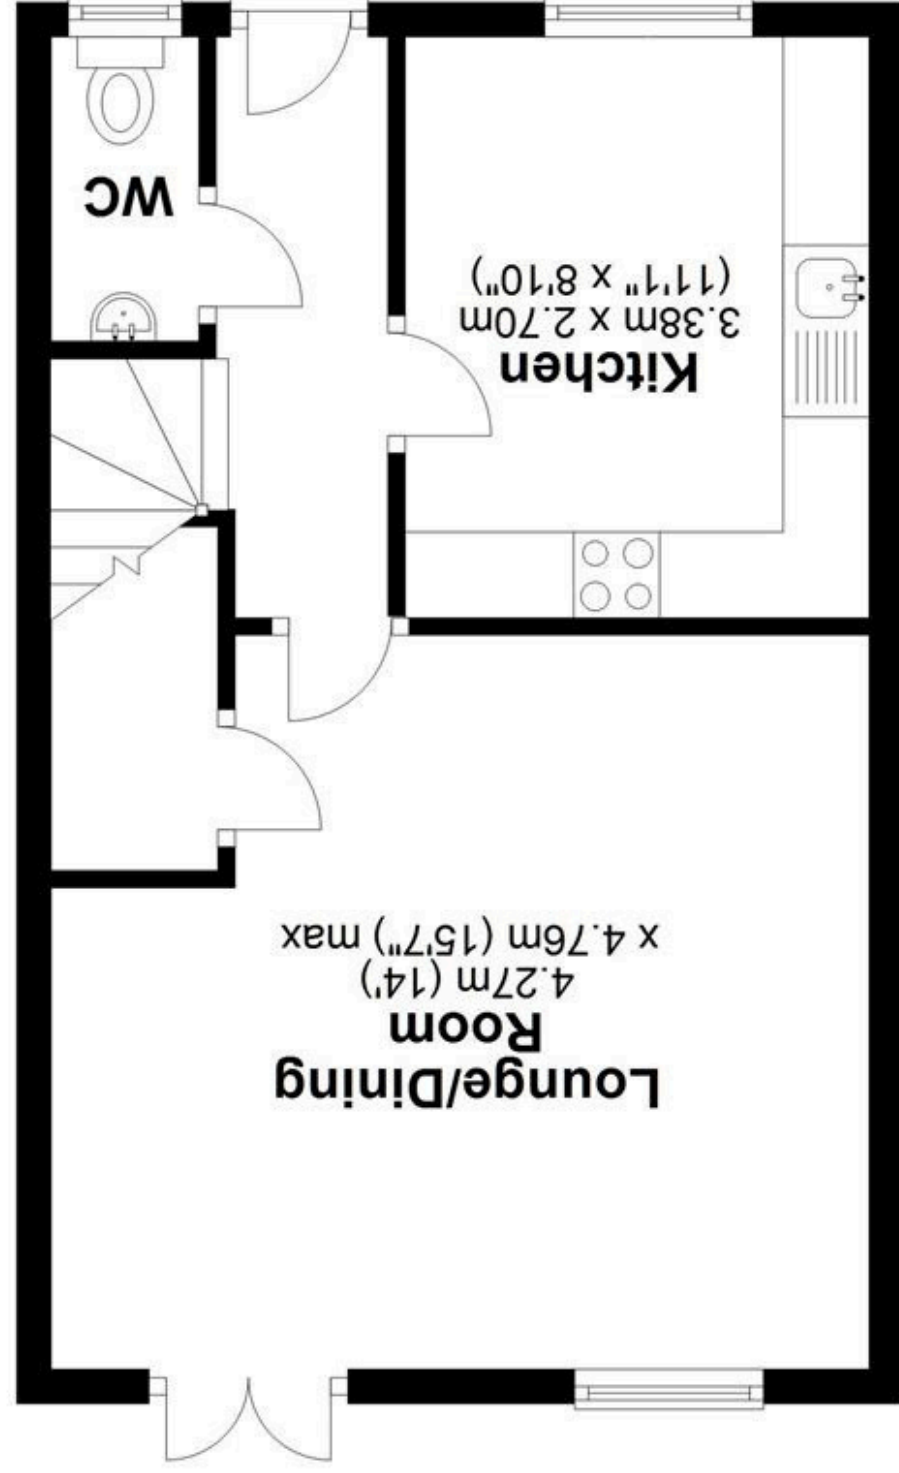 Lounge/Dining
Room
4.27m (14')
x 4.76m (15'7") max
Kitchen
3.38m x 2.70m
(11'1" x 8'10")
WC